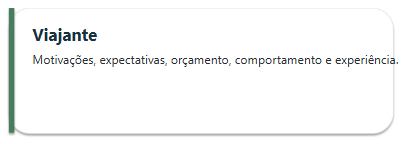 Viajante
Motivações, expectativas, orçamento, comportamento e experiência.